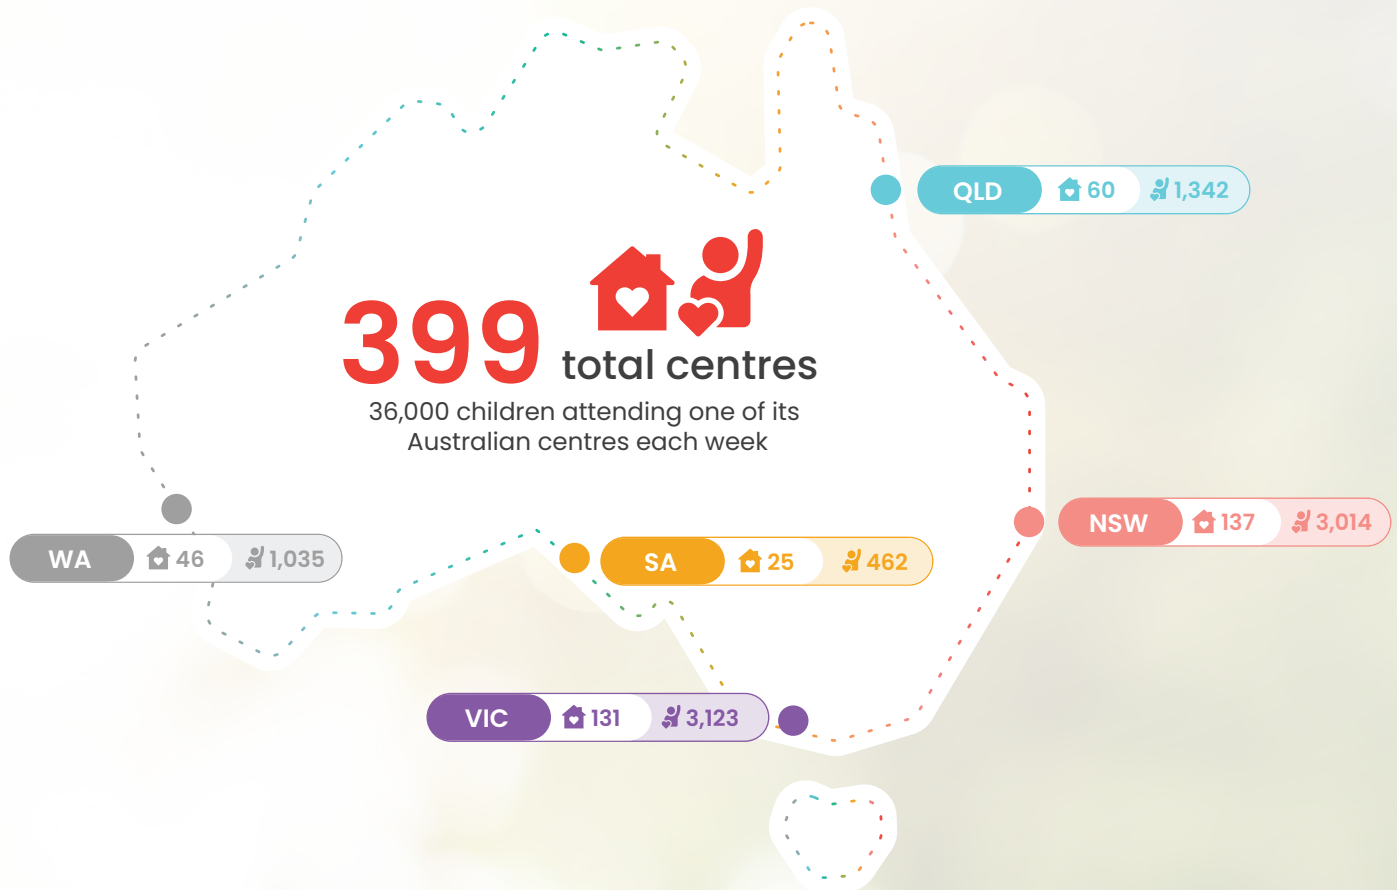 QLD 60 1,342
399 total centres
36,000 children attending one of its
Australian centres each week
NSW 137 3,014
WA 46 1,035
SA 25 462
VIC 131 3,123